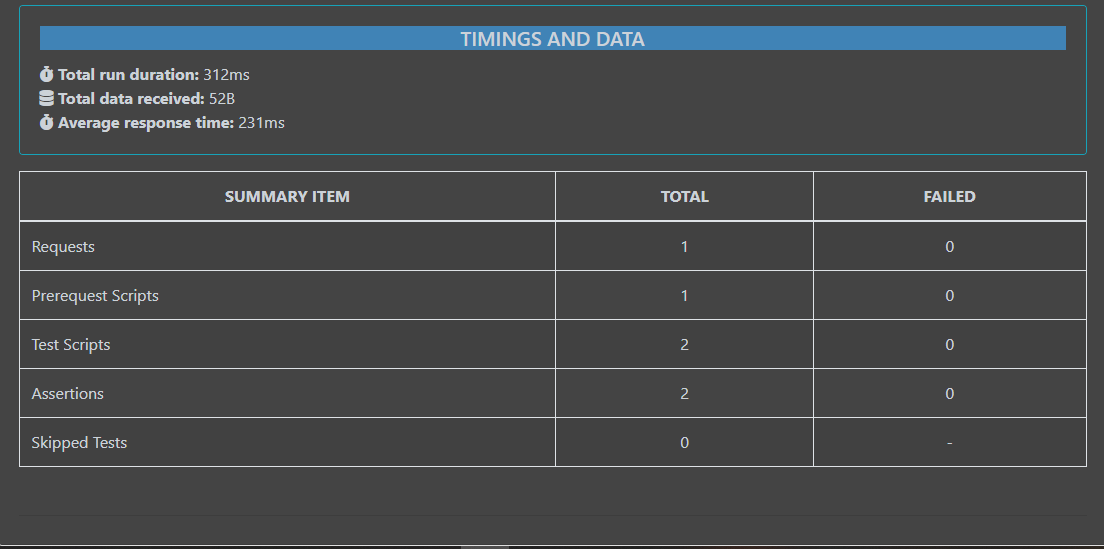 TIMINGS AND DATA
Total run duration: 312ms
Total data received: 52B
Average response time: 231ms
SUMMARY ITEM TOTAL FAILED
Requests 1 0
Prerequest Scripts 1 0
Test Scripts 2 0
Assertions 2 0
Skipped Tests 0 -